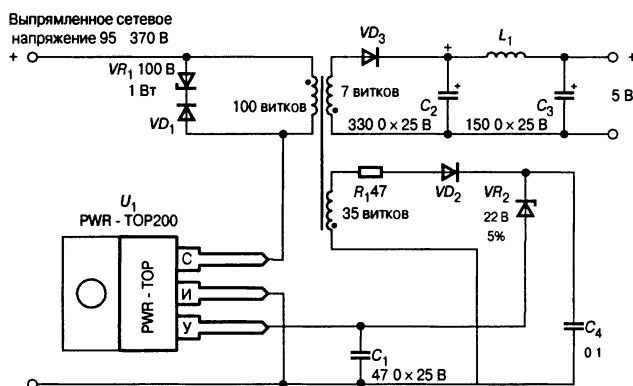 Выпрямленное сетевое
напряжение 95 370 В
+
VR1 100 В
1 Вт
VD1
100 витков
VD3
7 витков
+
L1
+
C2
C3
330 0 × 25 В
150 0 × 25 В
+
5 В
R1 47
VD2
VR2
35 витков
22 В
5%
U1
PWR - TOP200
PWR - TOP
С
И
У
C1
47 0 × 25 В
C4
0 1